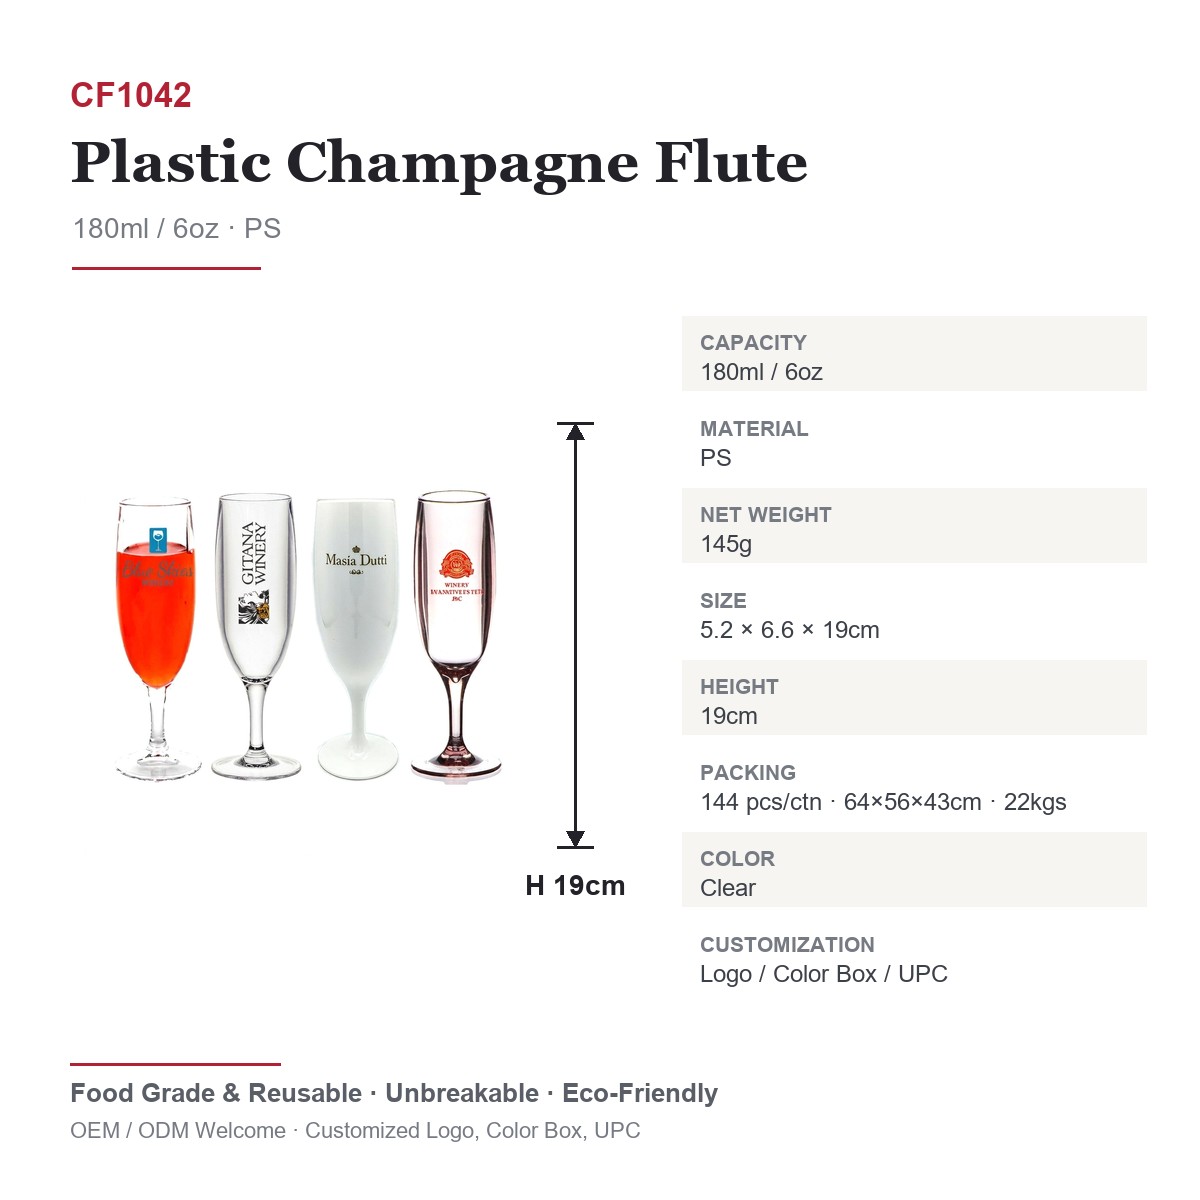 CF1042
Plastic Champagne Flute
180ml / 6oz · PS
CAPACITY
180ml / 6oz
MATERIAL
PS
NET WEIGHT
145g
SIZE
5.2 × 6.6 × 19cm
HEIGHT
19cm
PACKING
144 pcs/ctn · 64×56×43cm · 22kgs
COLOR
Clear
CUSTOMIZATION
Logo / Color Box / UPC
GITANA
WINERY
Masia Dutti
WINERY
JSC
H 19cm
Food Grade & Reusable · Unbreakable · Eco-Friendly
OEM / ODM Welcome · Customized Logo, Color Box, UPC